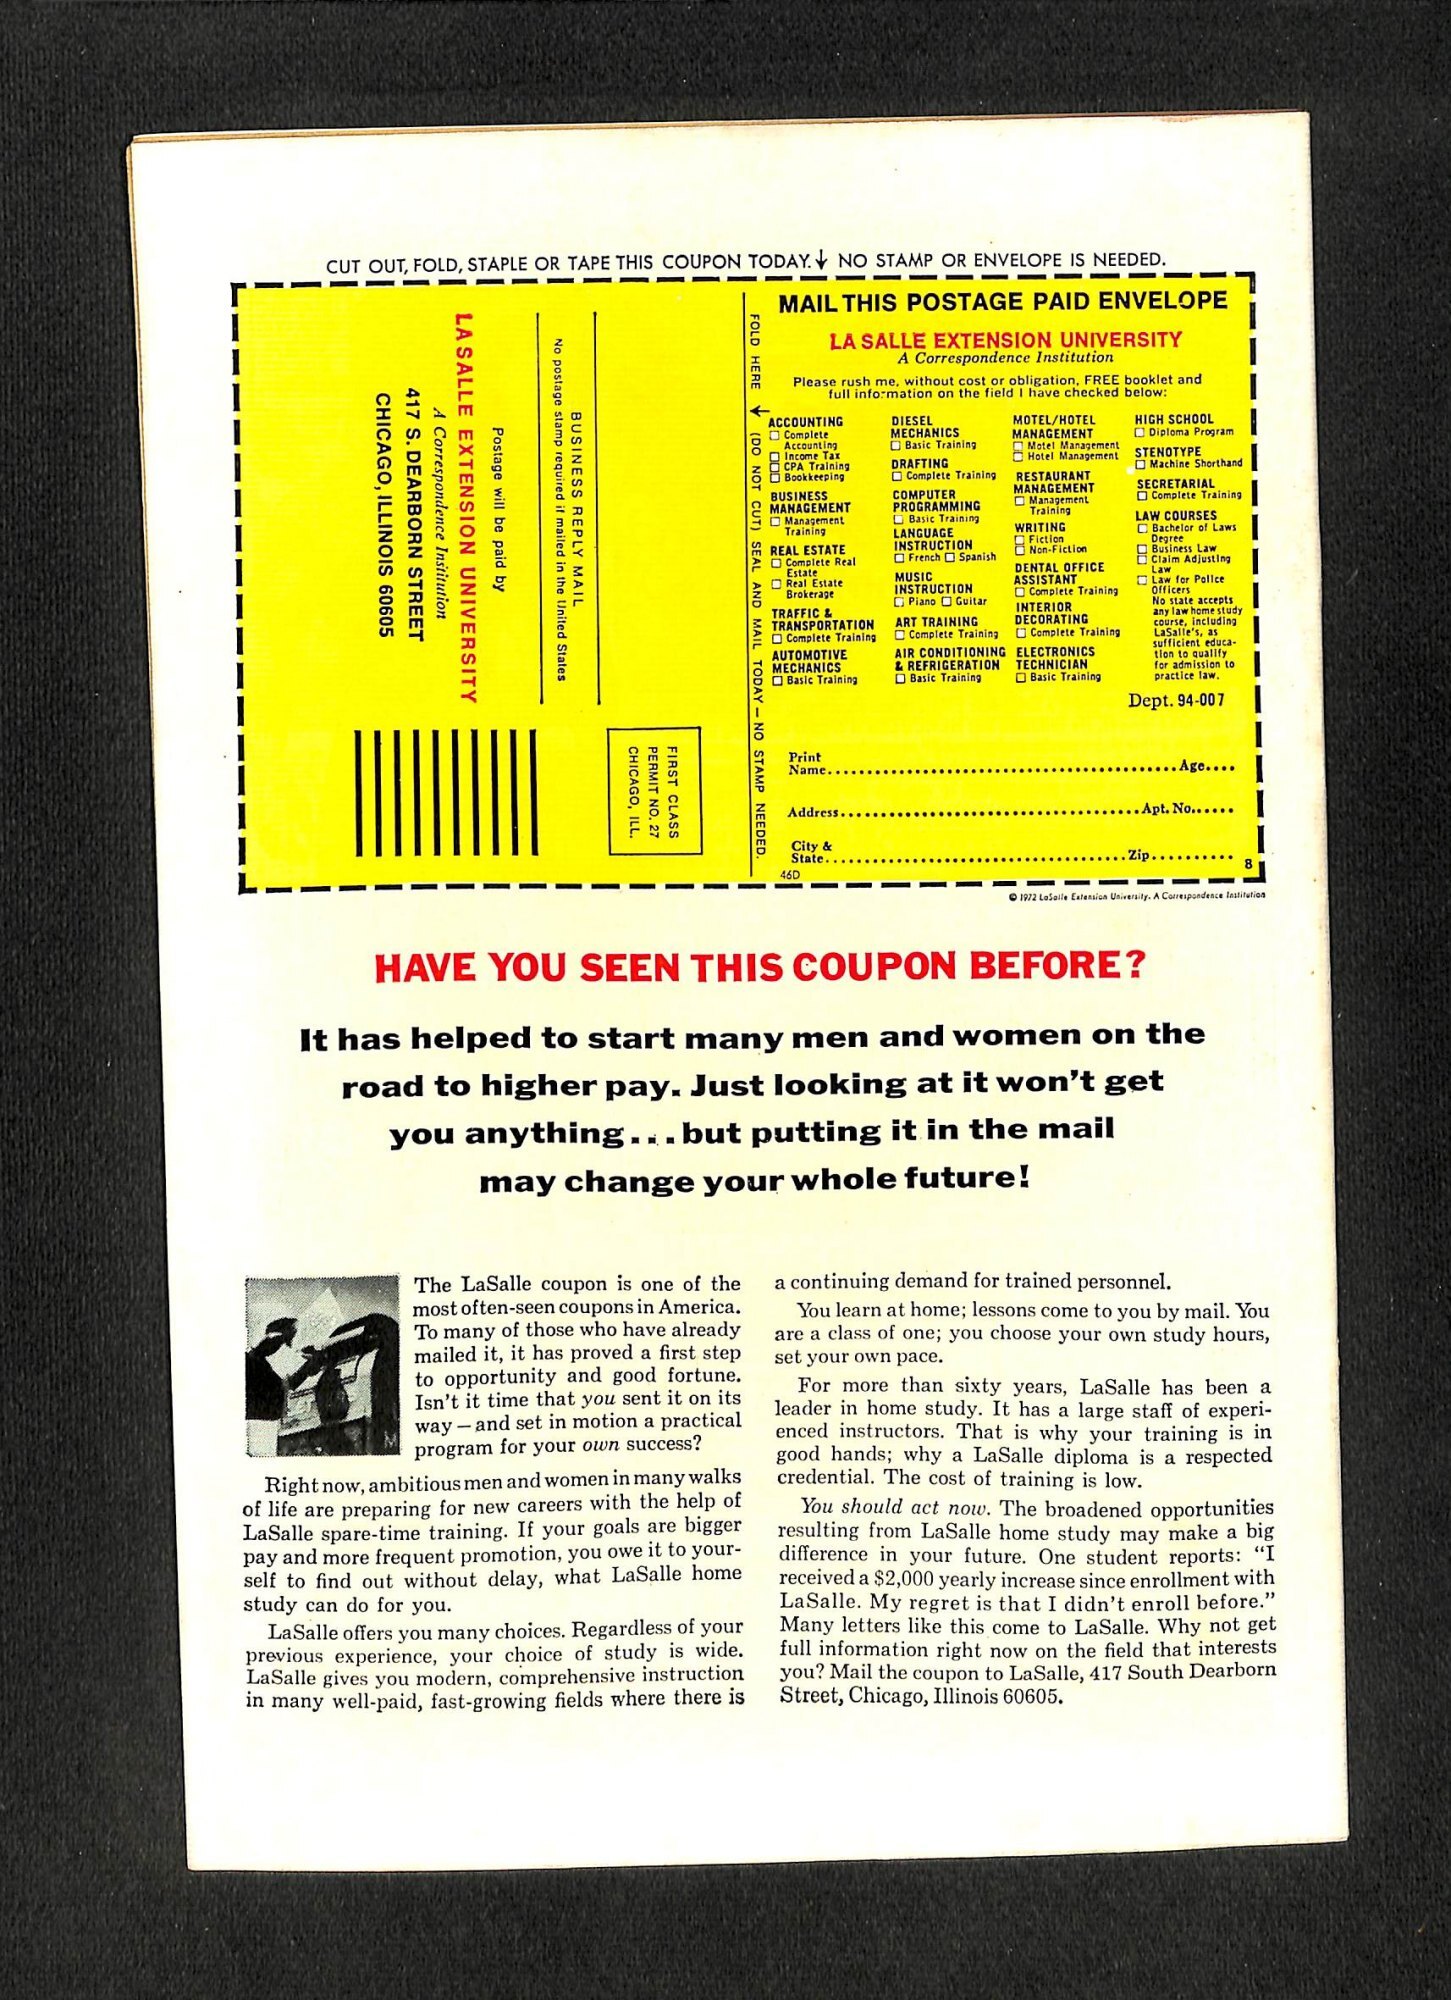 CUT OUT, FOLD, STAPLE OR TAPE THIS COUPON TODAY.↓ NO STAMP OR ENVELOPE IS NEEDED.
BUSINESS REPLY MAIL
No postage stamp required if mailed in the United States
Postage will be paid by
LA SALLE EXTENSION UNIVERSITY
A Correspondence Institution
417 S. DEARBORN STREET
CHICAGO, ILLINOIS 60605
FIRST CLASS
PERMIT NO. 27
CHICAGO, ILL.
FOLD HERE ↓ (DO NOT CUT) SEAL AND MAIL TODAY – NO STAMP NEEDED.
MAIL THIS POSTAGE PAID ENVELOPE
LA SALLE EXTENSION UNIVERSITY
A Correspondence Institution
Please rush me, without cost or obligation, FREE booklet and
full information on the field I have checked below:
ACCOUNTING
☐ Complete
Accounting
☐ Income Tax
☐ CPA Training
☐ Bookkeeping
BUSINESS
MANAGEMENT
☐ Management
Training
REAL ESTATE
☐ Complete Real
Estate
☐ Real Estate
Brokerage
TRAFFIC &
TRANSPORTATION
☐ Complete Training
AUTOMOTIVE
MECHANICS
☐ Basic Training
DIESEL
MECHANICS
☐ Basic Training
DRAFTING
☐ Complete Training
COMPUTER
PROGRAMMING
☐ Basic Training
LANGUAGE
INSTRUCTION
☐ French ☐ Spanish
MUSIC
INSTRUCTION
☐ Piano ☐ Guitar
ART TRAINING
☐ Complete Training
AIR CONDITIONING
& REFRIGERATION
☐ Basic Training
MOTEL/HOTEL
MANAGEMENT
☐ Motel Management
☐ Hotel Management
RESTAURANT
MANAGEMENT
☐ Management
Training
WRITING
☐ Fiction
☐ Non-Fiction
DENTAL OFFICE
ASSISTANT
☐ Complete Training
INTERIOR
DECORATING
☐ Complete Training
ELECTRONICS
TECHNICIAN
☐ Basic Training
HIGH SCHOOL
☐ Diploma Program
STENOTYPE
☐ Machine Shorthand
SECRETARIAL
☐ Complete Training
LAW COURSES
☐ Bachelor of Laws
Degree
☐ Business Law
☐ Claim Adjusting
Law
☐ Law for Police
Officers
No state accepts
any law home study
course, including
LaSalle's, as
sufficient educa-
tion to qualify
for admission to
practice law.
Dept. 94-007
Print
Name.............................................Age....
Address......................................Apt. No......
City &
State.......................................Zip..........
46D
8
© 1972 LaSalle Extension University. A Correspondence Institution
HAVE YOU SEEN THIS COUPON BEFORE?
It has helped to start many men and women on the
road to higher pay. Just looking at it won't get
you anything...but putting it in the mail
may change your whole future!
The LaSalle coupon is one of the
most often-seen coupons in America.
To many of those who have already
mailed it, it has proved a first step
to opportunity and good fortune.
Isn't it time that you sent it on its
way – and set in motion a practical
program for your own success?
Right now, ambitious men and women in many walks
of life are preparing for new careers with the help of
LaSalle spare-time training. If your goals are bigger
pay and more frequent promotion, you owe it to your-
self to find out without delay, what LaSalle home
study can do for you.
LaSalle offers you many choices. Regardless of your
previous experience, your choice of study is wide.
LaSalle gives you modern, comprehensive instruction
in many well-paid, fast-growing fields where there is
a continuing demand for trained personnel.
You learn at home; lessons come to you by mail. You
are a class of one; you choose your own study hours,
set your own pace.
For more than sixty years, LaSalle has been a
leader in home study. It has a large staff of experi-
enced instructors. That is why your training is in
good hands; why a LaSalle diploma is a respected
credential. The cost of training is low.
You should act now. The broadened opportunities
resulting from LaSalle home study may make a big
difference in your future. One student reports: "I
received a $2,000 yearly increase since enrollment with
LaSalle. My regret is that I didn't enroll before."
Many letters like this come to LaSalle. Why not get
full information right now on the field that interests
you? Mail the coupon to LaSalle, 417 South Dearborn
Street, Chicago, Illinois 60605.